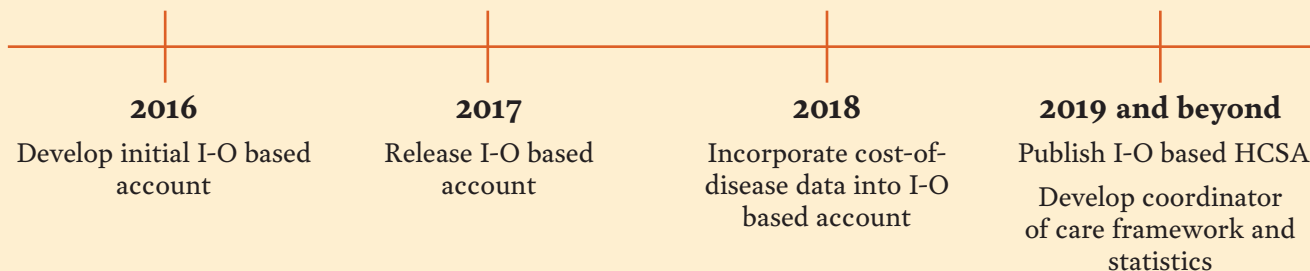 2016
Develop initial I-O based
account
2017
Release I-O based
account
2018
Incorporate cost-of-
disease data into I-O
based account
2019 and beyond
Publish I-O based HCSA
Develop coordinator
of care framework and
statistics